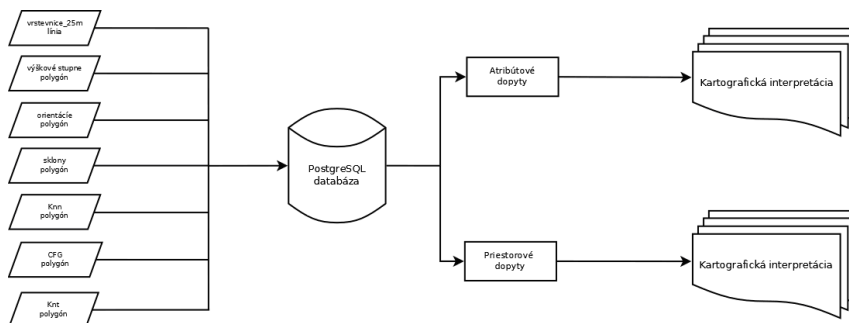 vrstevnice_25m
línia
výškové stupne
polygón
orientácíe
polygón
sklony
polygón
Knn
polygón
CFG
polygón
Knt
polygón
PostgreSQL
databáza
Atribútové
dopyty
Kartografická interpretácia
Priestorové
dopyty
Kartografická interpretácia